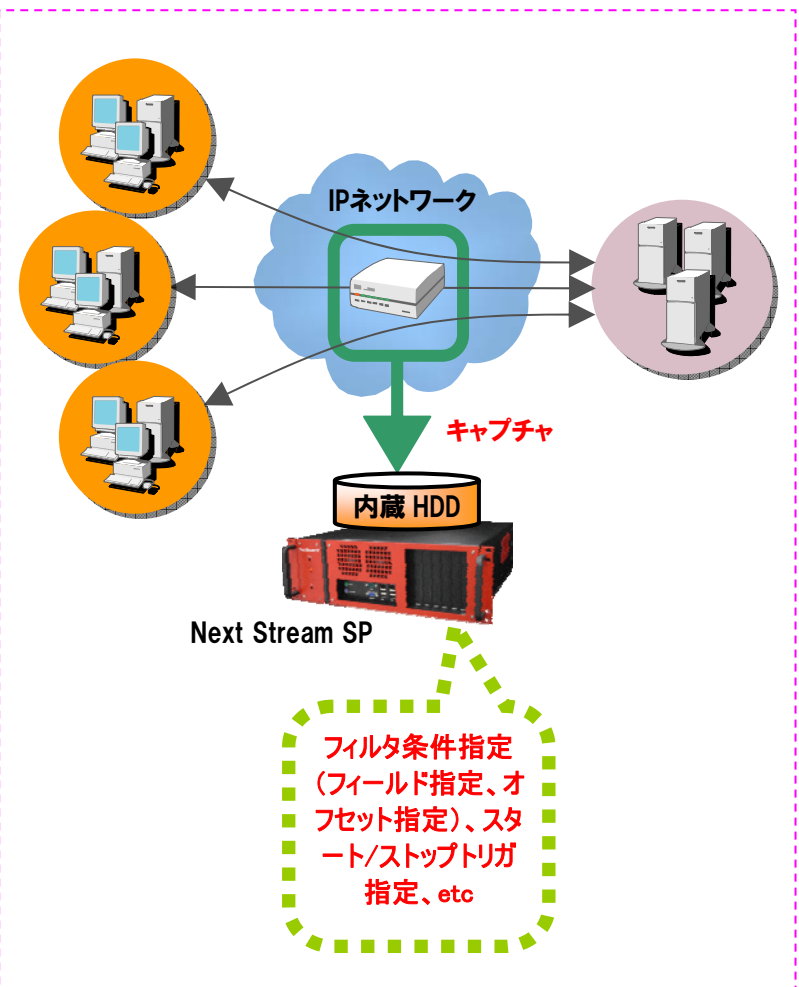 IPネットワーク
キャプチャ
内蔵 HDD
Next Stream SP
フィルタ条件指定
(フィールド指定、オ
フセット指定)、スタ
ート/ストップトリガ
指定、etc